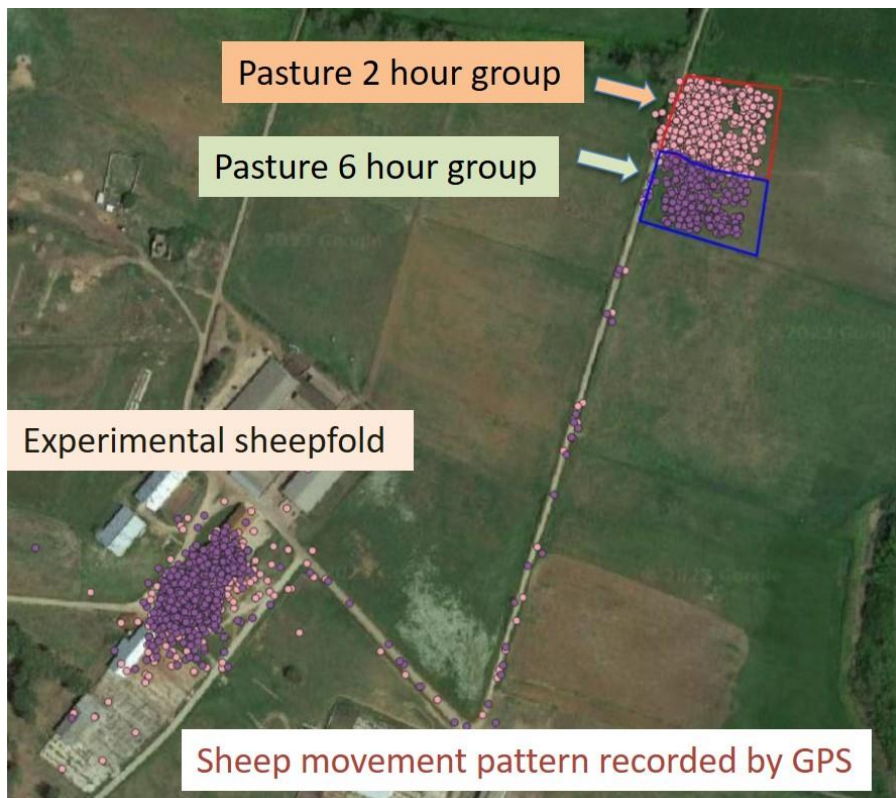 Pasture 2 hour group
Pasture 6 hour group
Experimental sheepfold
Sheep movement pattern recorded by GPS